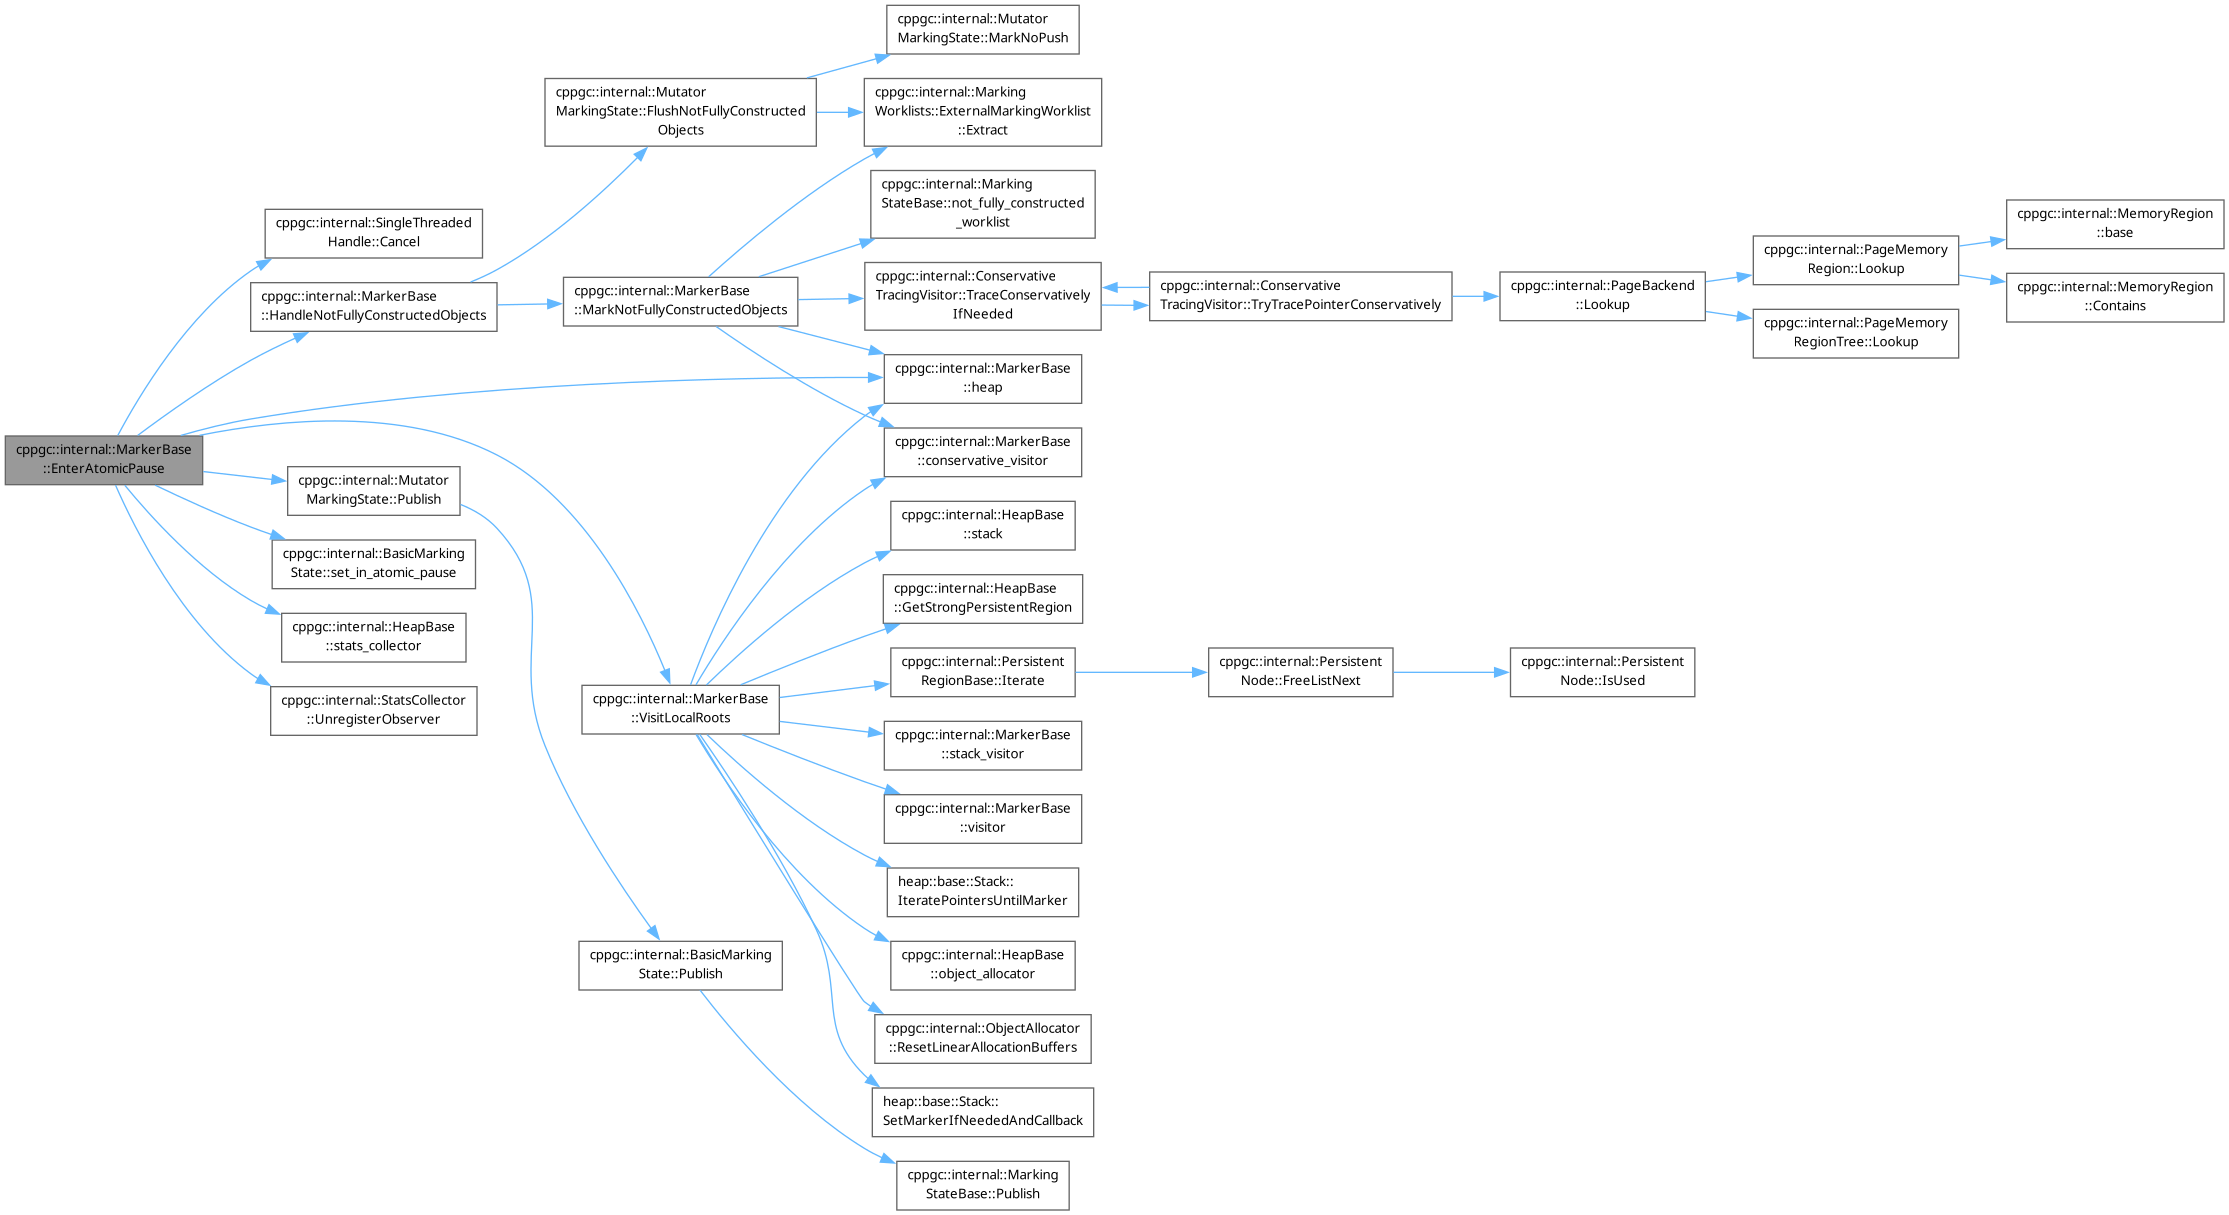 cppgc::internal::MarkerBase
::EnterAtomicPause
cppgc::internal::SingleThreaded
Handle::Cancel
cppgc::internal::MarkerBase
::HandleNotFullyConstructedObjects
cppgc::internal::Mutator
MarkingState::Publish
cppgc::internal::BasicMarking
State::set_in_atomic_pause
cppgc::internal::HeapBase
::stats_collector
cppgc::internal::StatsCollector
::UnregisterObserver
cppgc::internal::Mutator
MarkingState::FlushNotFullyConstructed
Objects
cppgc::internal::MarkerBase
::MarkNotFullyConstructedObjects
cppgc::internal::MarkerBase
::VisitLocalRoots
cppgc::internal::BasicMarking
State::Publish
cppgc::internal::Mutator
MarkingState::MarkNoPush
cppgc::internal::Marking
Worklists::ExternalMarkingWorklist
::Extract
cppgc::internal::Marking
StateBase::not_fully_constructed
_worklist
cppgc::internal::Conservative
TracingVisitor::TraceConservatively
IfNeeded
cppgc::internal::MarkerBase
::heap
cppgc::internal::MarkerBase
::conservative_visitor
cppgc::internal::HeapBase
::stack
cppgc::internal::HeapBase
::GetStrongPersistentRegion
cppgc::internal::Persistent
RegionBase::Iterate
cppgc::internal::MarkerBase
::stack_visitor
cppgc::internal::MarkerBase
::visitor
heap::base::Stack::
IteratePointersUntilMarker
cppgc::internal::HeapBase
::object_allocator
cppgc::internal::ObjectAllocator
::ResetLinearAllocationBuffers
heap::base::Stack::
SetMarkerIfNeededAndCallback
cppgc::internal::Marking
StateBase::Publish
cppgc::internal::Conservative
TracingVisitor::TryTracePointerConservatively
cppgc::internal::Persistent
Node::FreeListNext
cppgc::internal::PageBackend
::Lookup
cppgc::internal::Persistent
Node::IsUsed
cppgc::internal::PageMemory
Region::Lookup
cppgc::internal::PageMemory
RegionTree::Lookup
cppgc::internal::MemoryRegion
::base
cppgc::internal::MemoryRegion
::Contains